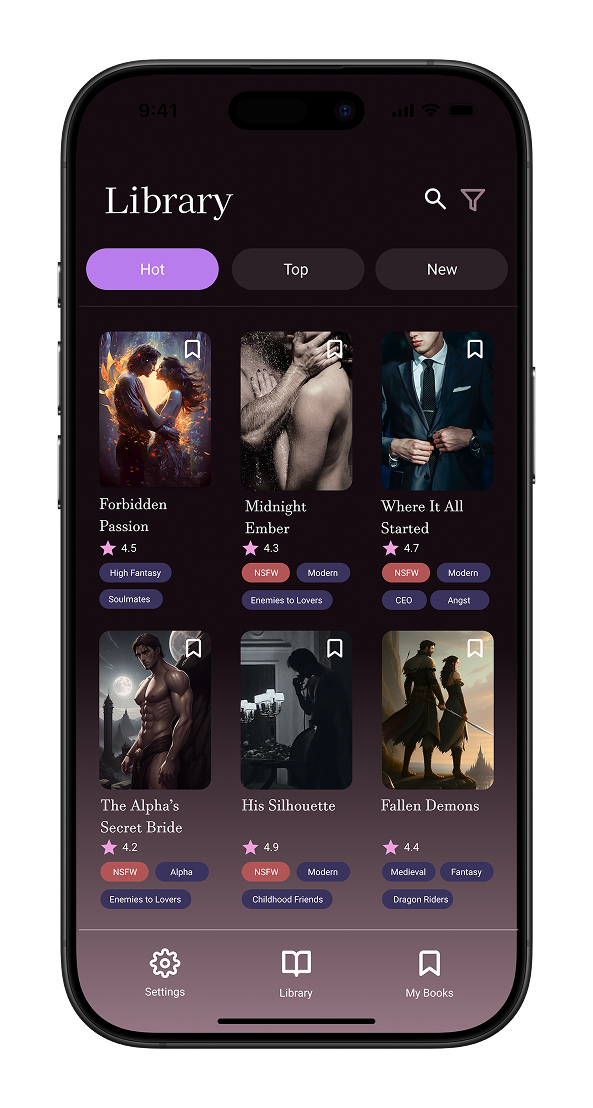 9:41
Library
Hot Top New
Forbidden Midnight Where It All
Passion Ember Started
4.5 4.3 4.7
High Fantasy NSFW Modern NSFW Modern
Soulmates Enemies to Lovers CEO Angst
The Alpha's His Silhouette Fallen Demons
Secret Bride
4.2 4.9 4.4
NSFW Alpha NSFW Modern Medieval Fantasy
Enemies to Lovers Childhood Friends Dragon Riders
Settings Library My Books